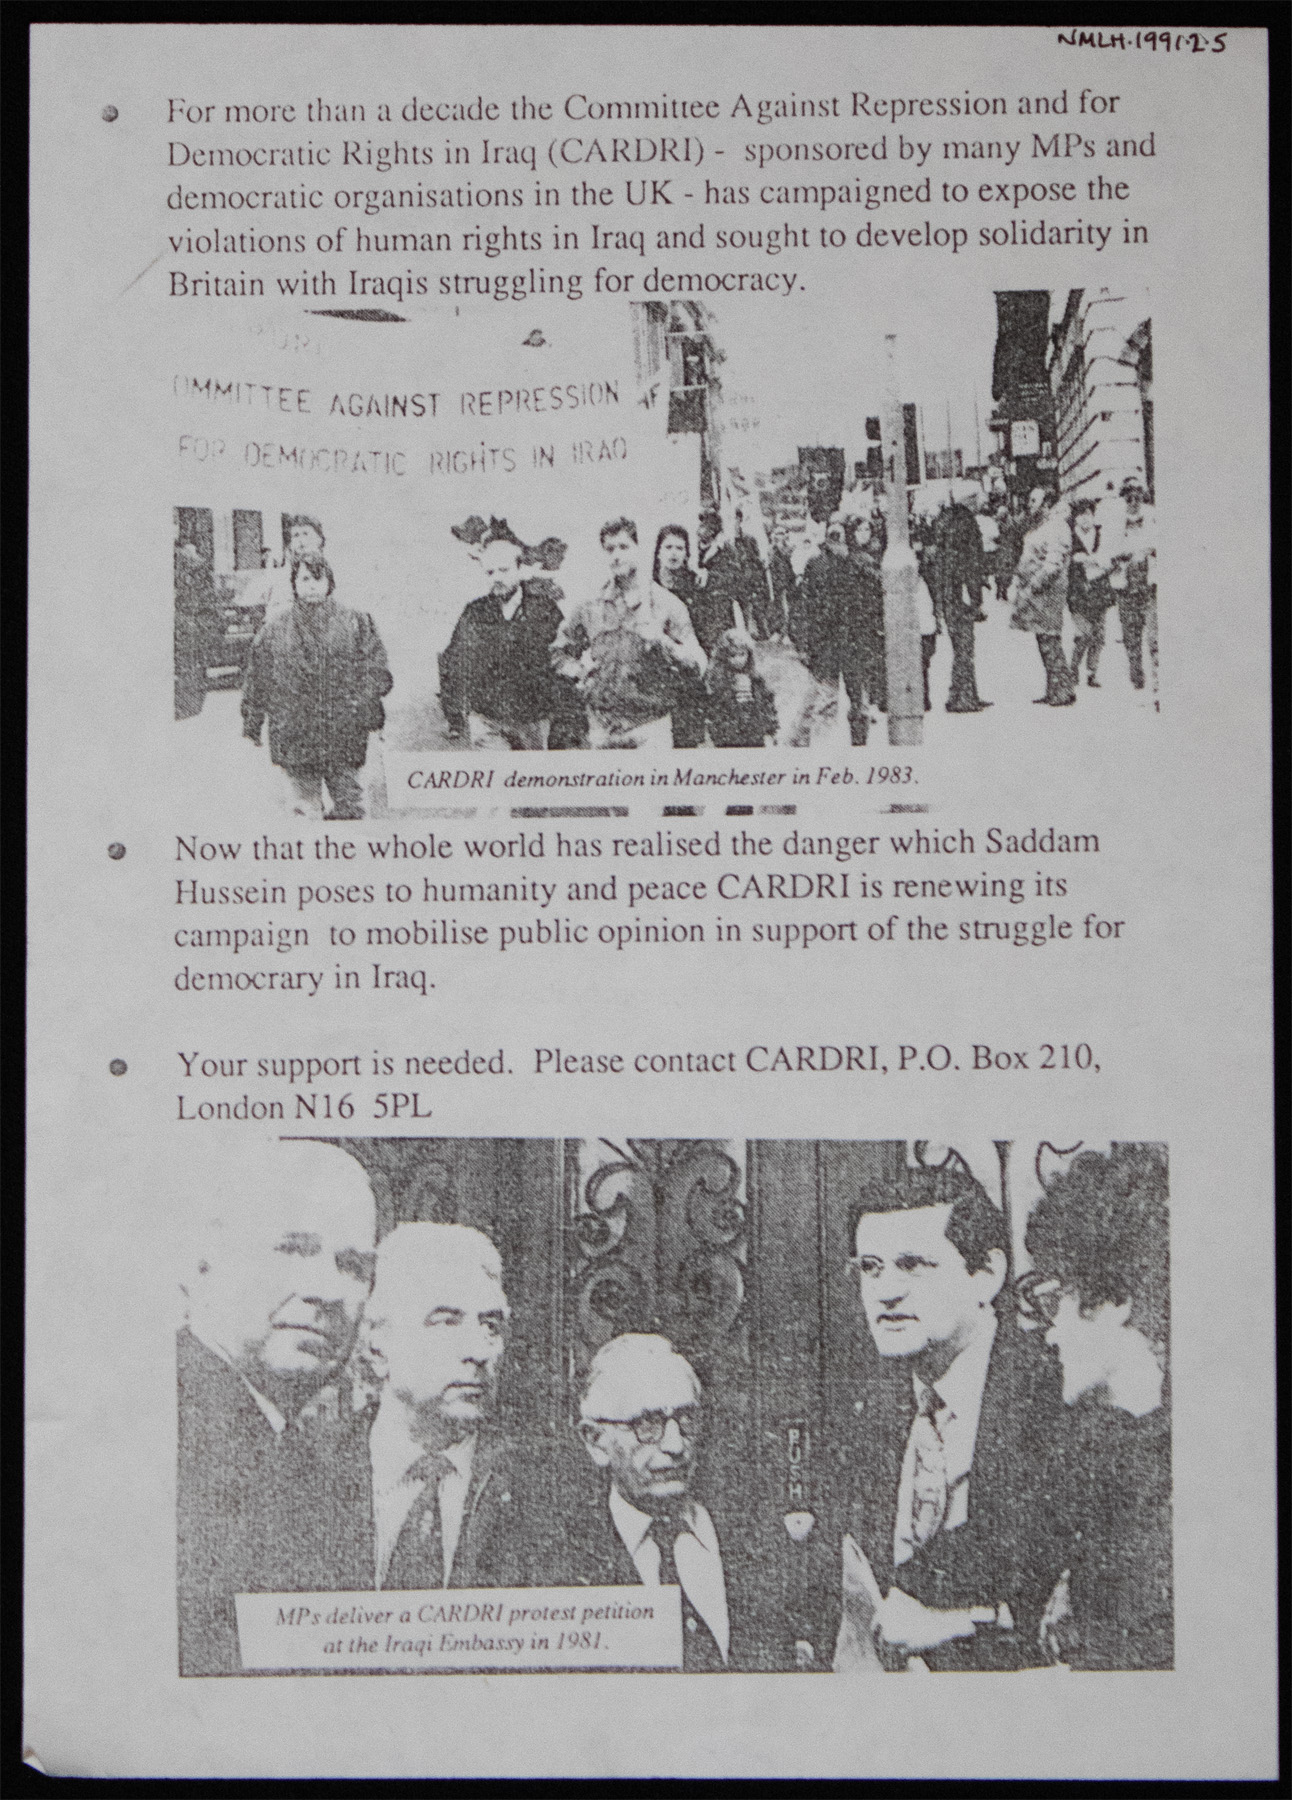 NMLH.1991.2.5
For more than a decade the Committee Against Repression and for
Democratic Rights in Iraq (CARDRI) - sponsored by many MPs and
democratic organisations in the UK - has campaigned to expose the
violations of human rights in Iraq and sought to develop solidarity in
Britain with Iraqis struggling for democracy.
OMMITTEE AGAINST REPRESSION
FOR DEMOCRATIC RIGHTS IN IRAQ
CARDRI demonstration in Manchester in Feb. 1983.
Now that the whole world has realised the danger which Saddam
Hussein poses to humanity and peace CARDRI is renewing its
campaign to mobilise public opinion in support of the struggle for
democrary in Iraq.
Your support is needed. Please contact CARDRI, P.O. Box 210,
London N16 5PL
PUSH
MPs deliver a CARDRI protest petition
at the Iraqi Embassy in 1981.